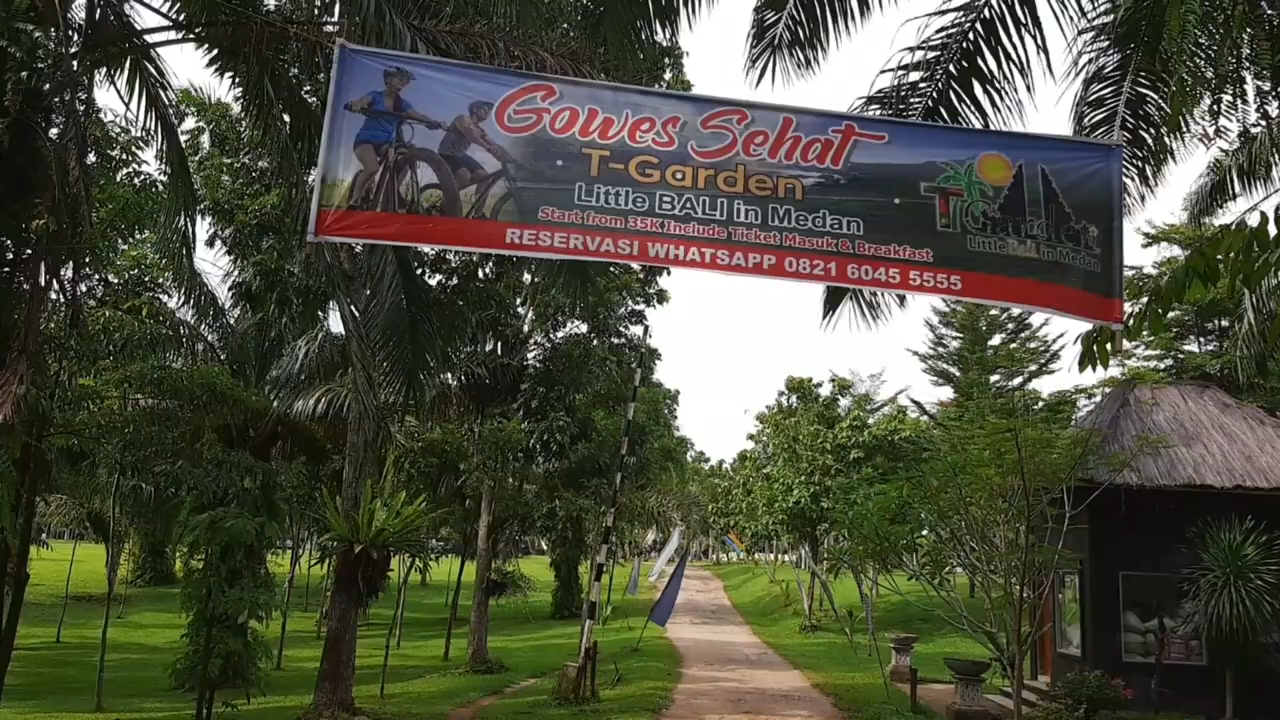 Gowes Sehat
T-Garden
Little BALI in Medan
Start from 35K Include Ticket Masuk & Breakfast
RESERVASI WHATSAPP 0821 6045 5555
T Garden
Little Bali in Medan